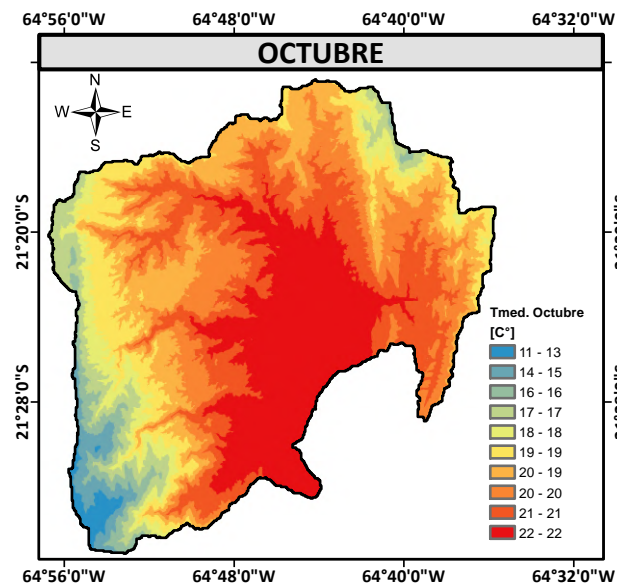 64°56'0"W 64°48'0"W 64°40'0"W 64°32'0"W
OCTUBRE
N
W E
S
21°20'0"S
21°28'0"S
Tmed. Octubre
[C°]
11 - 13
14 - 15
16 - 16
17 - 17
18 - 18
19 - 19
20 - 19
20 - 20
21 - 21
22 - 22
64°56'0"W 64°48'0"W 64°40'0"W 64°32'0"W